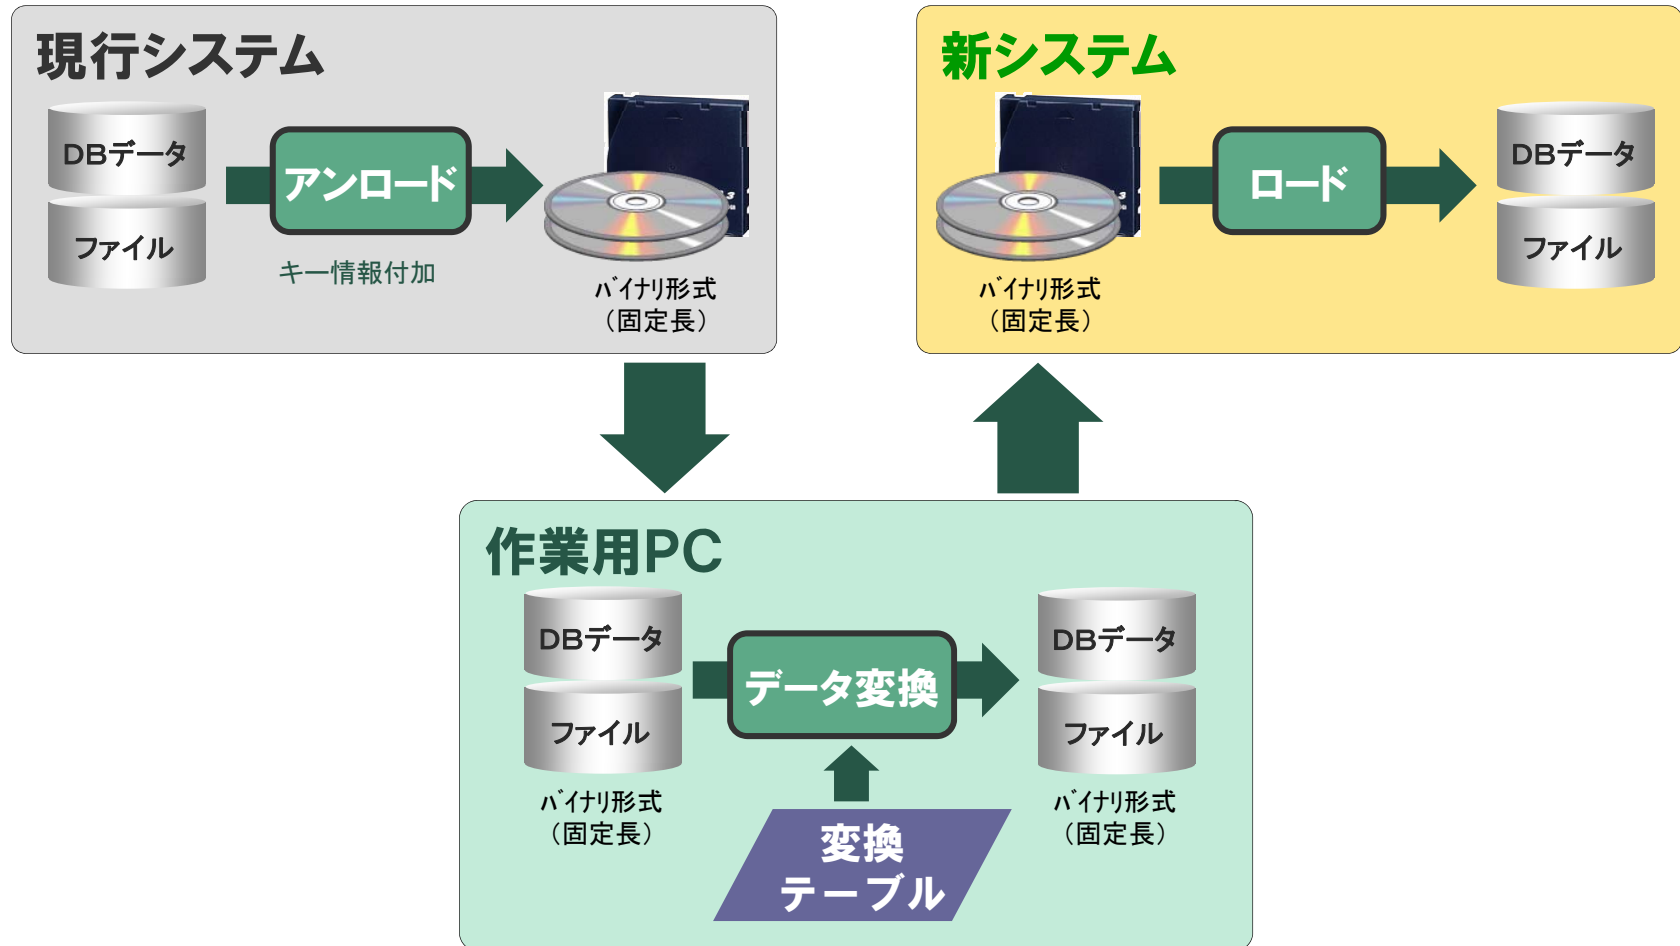 現行システム
DBデータ
ファイル
アンロード
キー情報付加
ﾊﾞｲﾅﾘ形式
（固定長）
新システム
ﾊﾞｲﾅﾘ形式
（固定長）
ロード
DBデータ
ファイル
作業用PC
DBデータ
ファイル
ﾊﾞｲﾅﾘ形式
（固定長）
データ変換
変換
テーブル
DBデータ
ファイル
ﾊﾞｲﾅﾘ形式
（固定長）